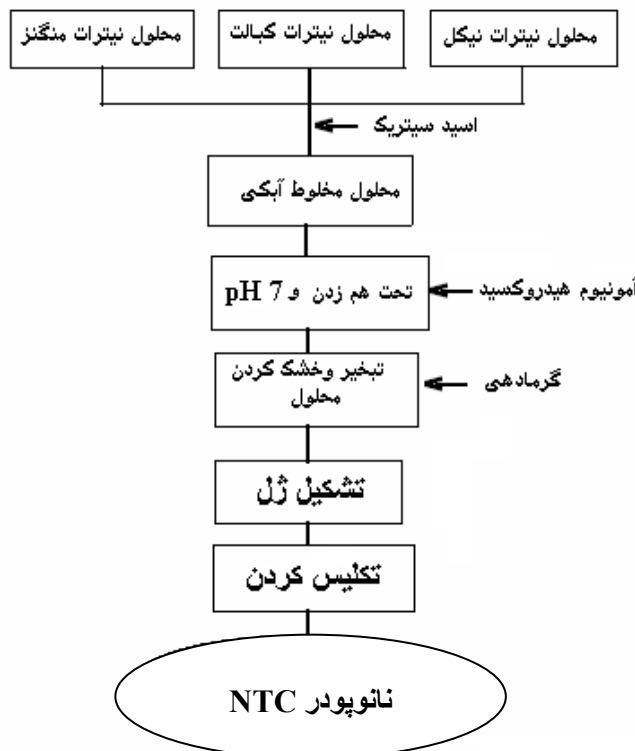 محلول نیترات نیکل
محلول نیترات کبالت
محلول نیترات منگنز
اسید سیتریک
محلول مخلوط آبکی
تحت هم زدن و pH 7
آمونیوم هیدروکسید
تبخیر وخشک کردن
محلول
گرمادهی
تشکیل ژل
تکلیس کردن
نانوپودر NTC